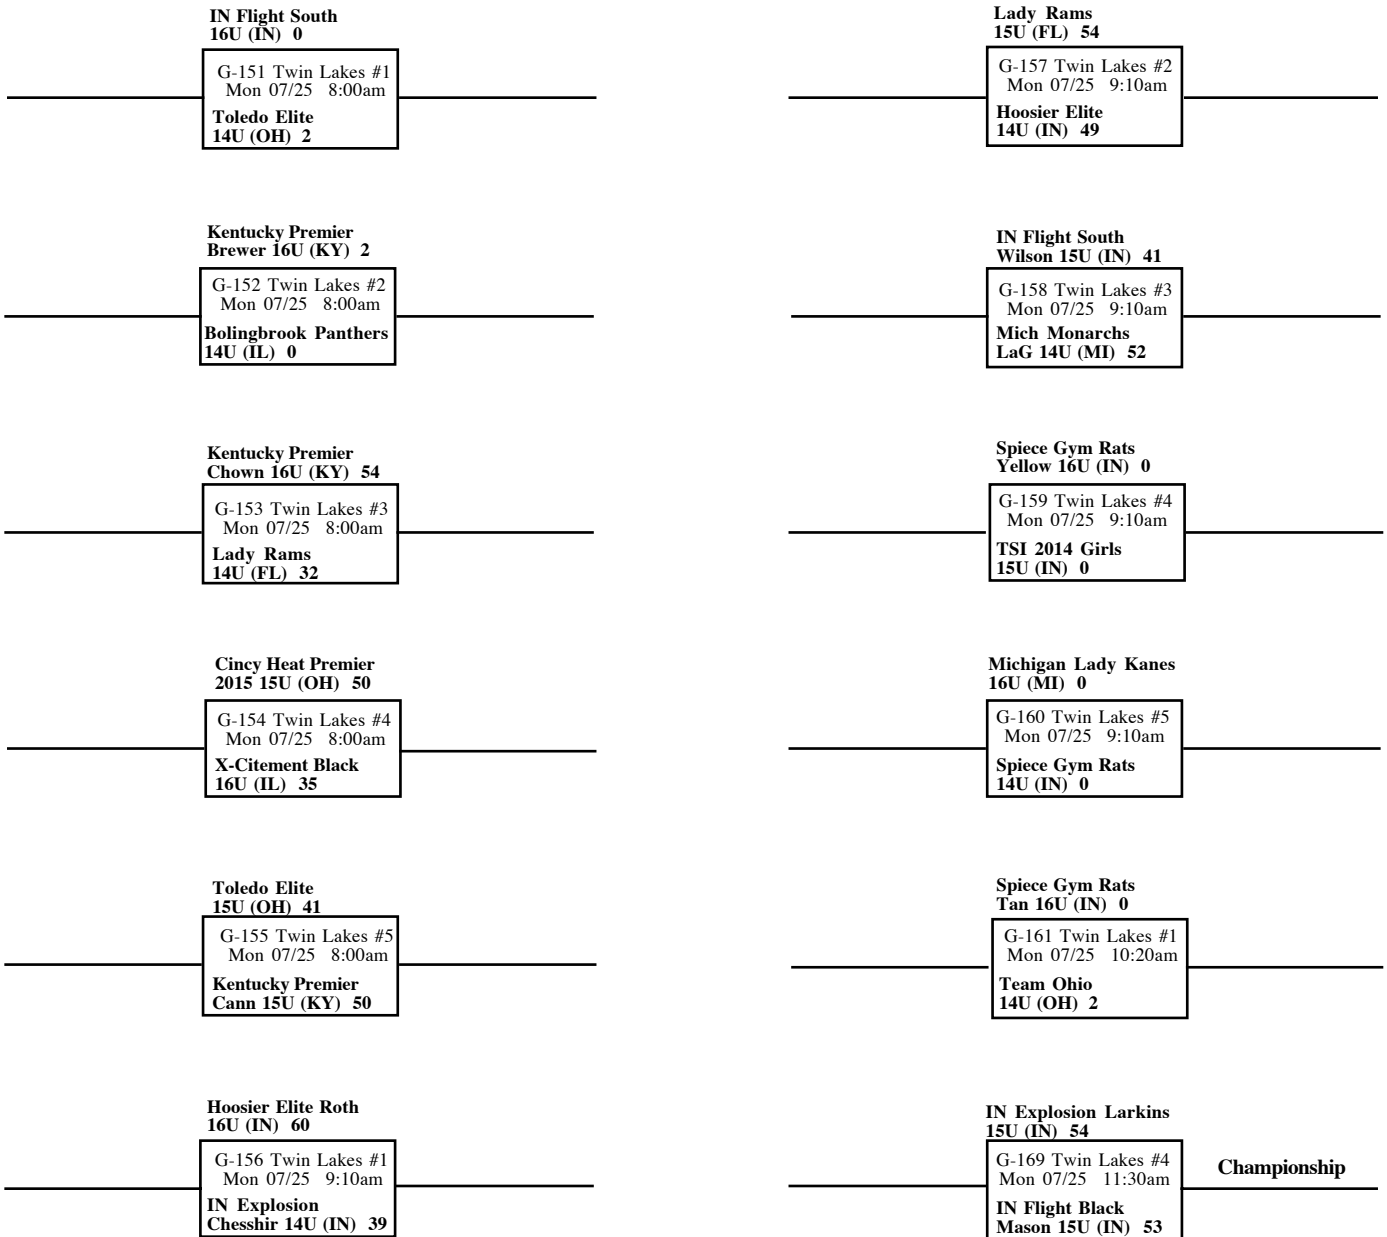 IN Flight South
16U (IN) 0
G-151 Twin Lakes #1
Mon 07/25 8:00am
Toledo Elite
14U (OH) 2
Kentucky Premier
Brewer 16U (KY) 2
G-152 Twin Lakes #2
Mon 07/25 8:00am
Bolingbrook Panthers
14U (IL) 0
Kentucky Premier
Chown 16U (KY) 54
G-153 Twin Lakes #3
Mon 07/25 8:00am
Lady Rams
14U (FL) 32
Cincy Heat Premier
2015 15U (OH) 50
G-154 Twin Lakes #4
Mon 07/25 8:00am
X-Citement Black
16U (IL) 35
Toledo Elite
15U (OH) 41
G-155 Twin Lakes #5
Mon 07/25 8:00am
Kentucky Premier
Cann 15U (KY) 50
Hoosier Elite Roth
16U (IN) 60
G-156 Twin Lakes #1
Mon 07/25 9:10am
IN Explosion
Chesshir 14U (IN) 39
Lady Rams
15U (FL) 54
G-157 Twin Lakes #2
Mon 07/25 9:10am
Hoosier Elite
14U (IN) 49
IN Flight South
Wilson 15U (IN) 41
G-158 Twin Lakes #3
Mon 07/25 9:10am
Mich Monarchs
LaG 14U (MI) 52
Spiece Gym Rats
Yellow 16U (IN) 0
G-159 Twin Lakes #4
Mon 07/25 9:10am
TSI 2014 Girls
15U (IN) 0
Michigan Lady Kanes
16U (MI) 0
G-160 Twin Lakes #5
Mon 07/25 9:10am
Spiece Gym Rats
14U (IN) 0
Spiece Gym Rats
Tan 16U (IN) 0
G-161 Twin Lakes #1
Mon 07/25 10:20am
Team Ohio
14U (OH) 2
IN Explosion Larkins
15U (IN) 54
G-169 Twin Lakes #4
Mon 07/25 11:30am
IN Flight Black
Mason 15U (IN) 53
Championship